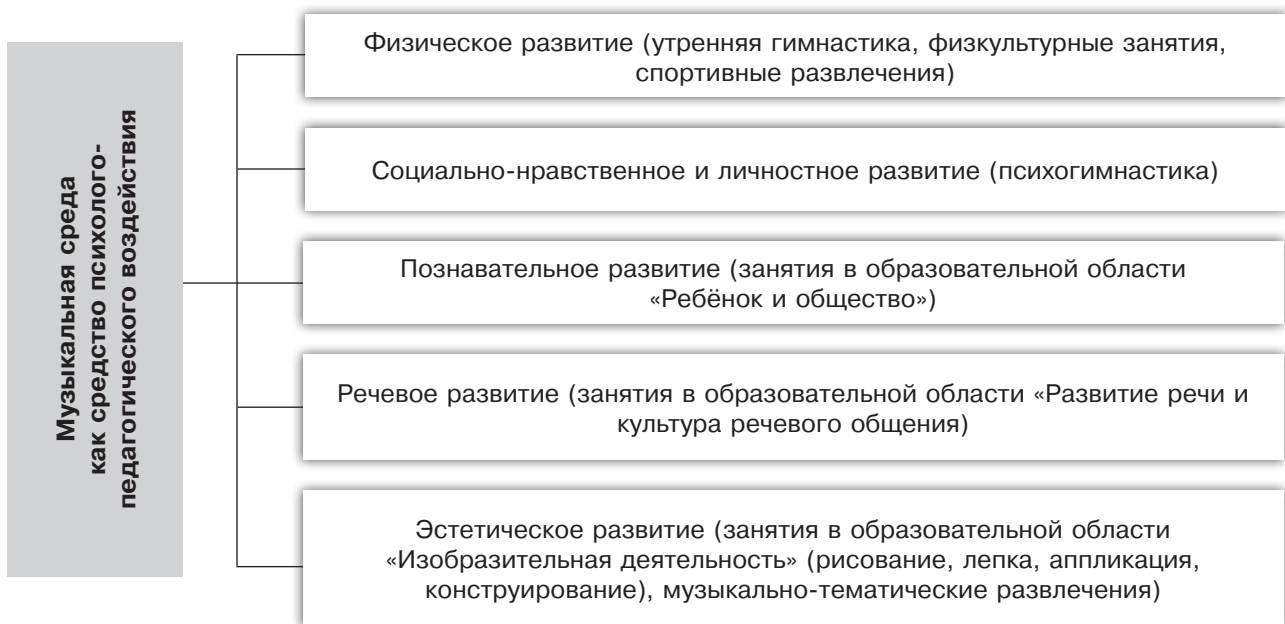 Музыкальная среда
как средство психолого-
педагогического воздействия
Физическое развитие (утренняя гимнастика, физкультурные занятия,
спортивные развлечения)
Социально-нравственное и личностное развитие (психогимнастика)
Познавательное развитие (занятия в образовательной области
«Ребёнок и общество»)
Речевое развитие (занятия в образовательной области «Развитие речи и
культура речевого общения)
Эстетическое развитие (занятия в образовательной области
«Изобразительная деятельность» (рисование, лепка, аппликация,
конструирование), музыкально-тематические развлечения)